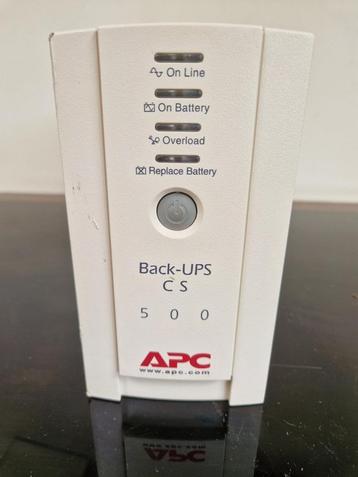 On Line
On Battery
Overload
Replace Battery
Back-UPS
CS
500
APC
www.apc.com